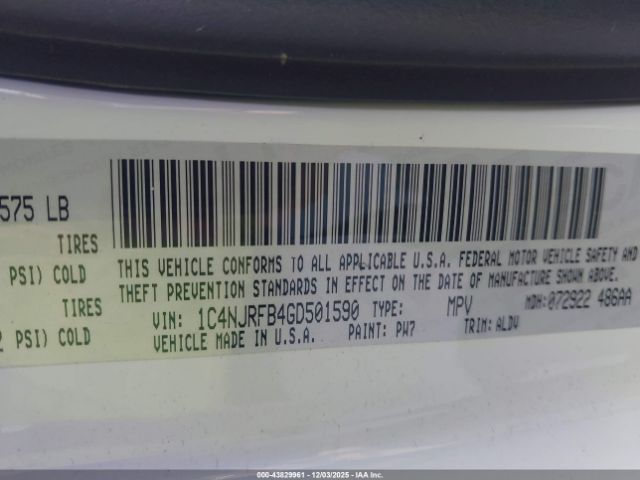 575 LB
TIRES
PSI) COLD
TIRES
PSI) COLD
THIS VEHICLE CONFORMS TO ALL APPLICABLE U.S.A. FEDERAL MOTOR VEHICLE SAFETY AND
THEFT PREVENTION STANDARDS IN EFFECT ON THE DATE OF MANUFACTURE SHOWN ABOVE.
VIN: 1C4NJRFB4GD501590 TYPE: MPV MDH: 072922 486AA
VEHICLE MADE IN U.S.A. PAINT: PW7 TRIM: ALDV
000-43829961 - 12/03/2025 - IAA, Inc.